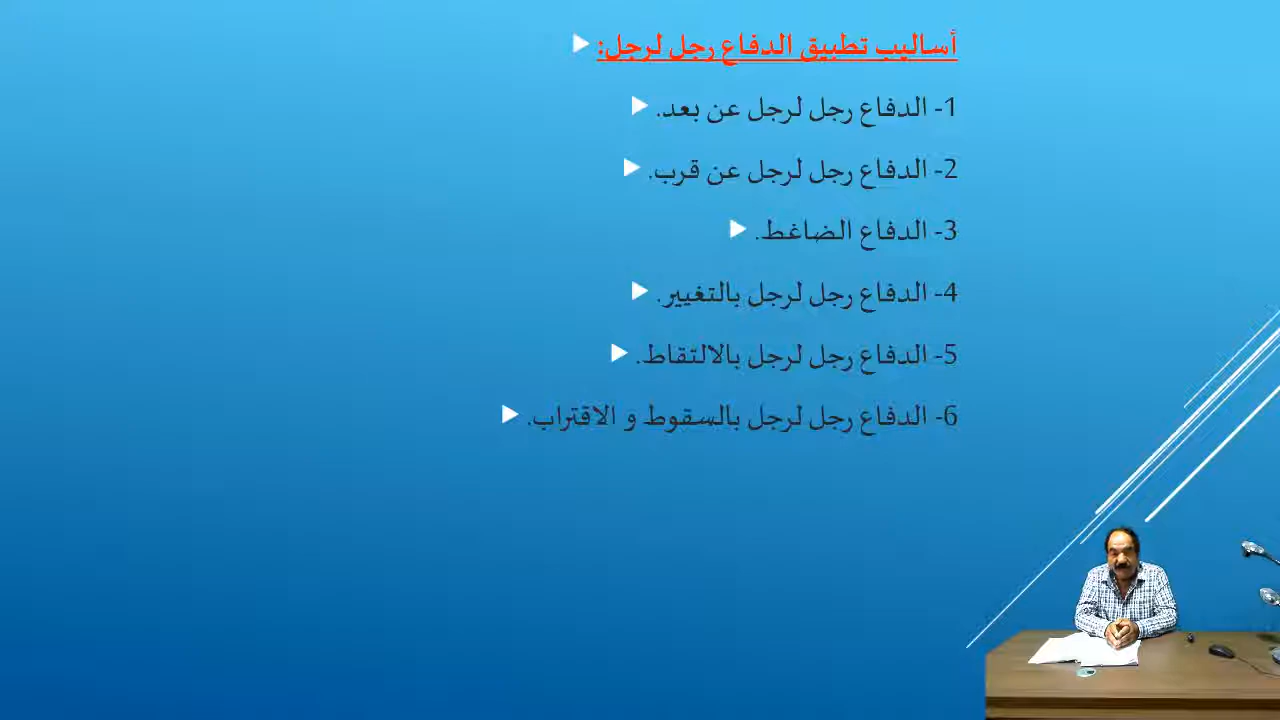 أساليب تطبيق الدفاع رجل لرجل:
1- الدفاع رجل لرجل عن بعد.
2- الدفاع رجل لرجل عن قرب.
3- الدفاع الضاغط.
4- الدفاع رجل لرجل بالتغيير.
5- الدفاع رجل لرجل بالالتقاط.
6- الدفاع رجل لرجل بالسقوط و الاقتراب.